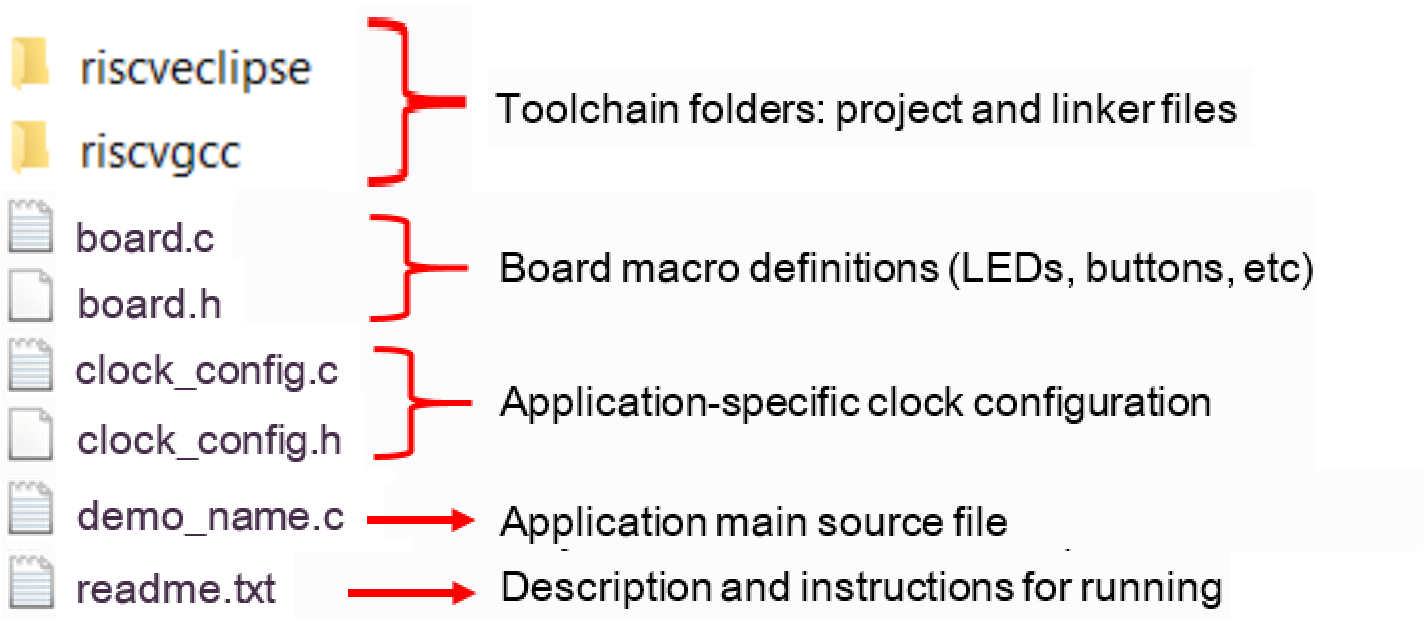 riscveclipse
riscvgcc
Toolchain folders: project and linker files
board.c
board.h
Board macro definitions (LEDs, buttons, etc)
clock_config.c
clock_config.h
Application-specific clock configuration
demo_name.c
Application main source file
readme.txt
Description and instructions for running